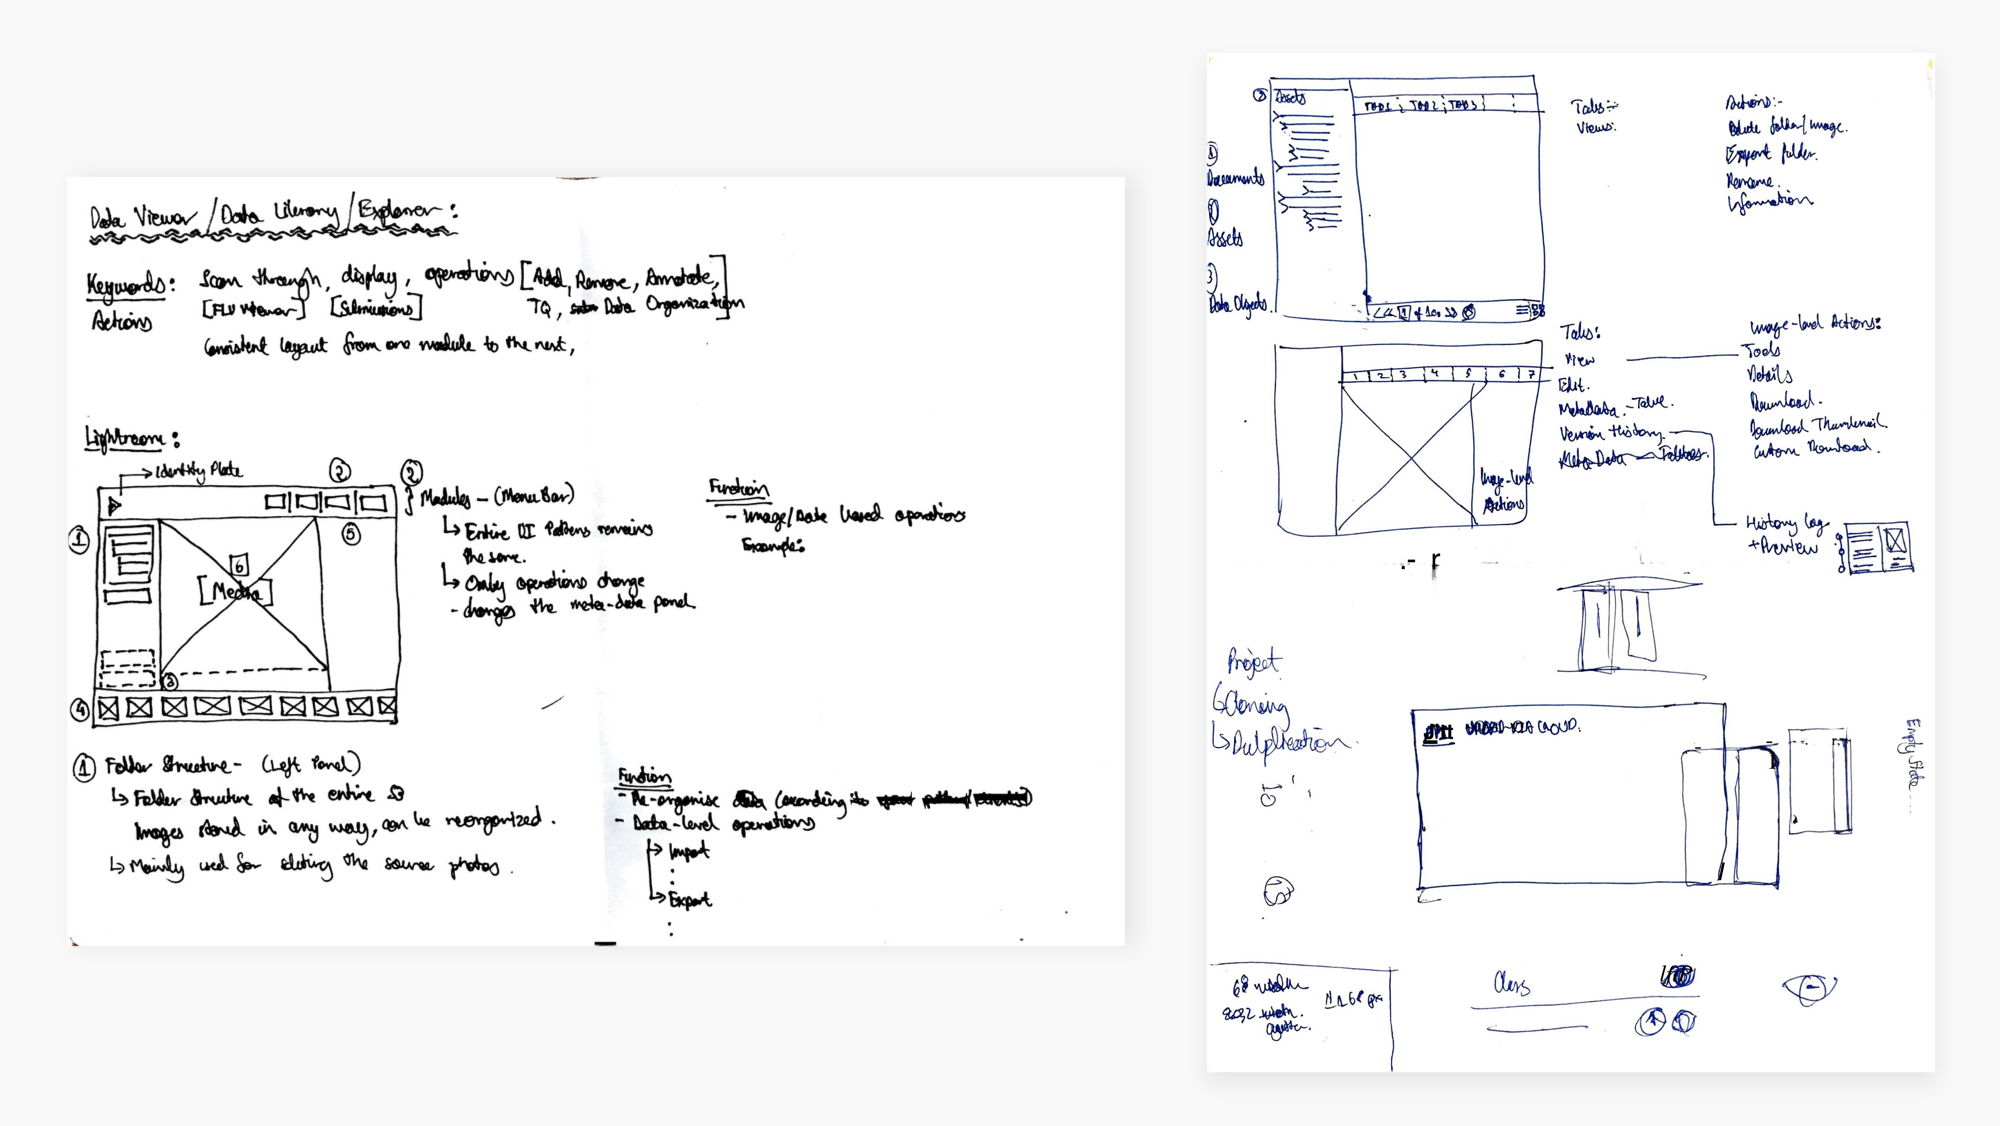 Data Viewer / Data Library / Explorer:
Keywords: Scan through, display, operations [Add, Remove, Annotate,
Actions [FLU Viewer] [Submissions] TQ, Data Organization]
Consistent layout from one module to the next,
Lightroom:
Identity Plate
2
2
Modules - (Menu Bar)
Entire UI Patterns remains
the same.
Only operations change
- changes the meta-data panel
Function
- Image/Data based operations
Example:
1
5
6
[Media]
3
4
1 Folder Structure - (Left Panel)
Folder Structure of the entire
Images stored in any way, can be reorganized.
Mainly used for editing the source photos.
Function
- Re-organise data (according to
- Data-level operations
Import
Export
2 Assets
TAB1 TAB2 TAB3
1
Documents
2
Assets
3
Data Objects
1 of 100
Tabs:-
Views:
Actions:-
Delete folder/image.
Export folder.
Rename.
Information
1 2 3 4 5 6 7
Image-level
Actions
Tabs:
View
Edit.
Metadata - Table.
Version History
Meta Data - Folders.
Image-level Actions:
Tools
Details
Download.
Download Thumbnail.
Custom Download.
History log
+ Preview
Project
Cloning
Duplication
10
15
UPLOAD VIA CLOUD.
Empty State
68
Class